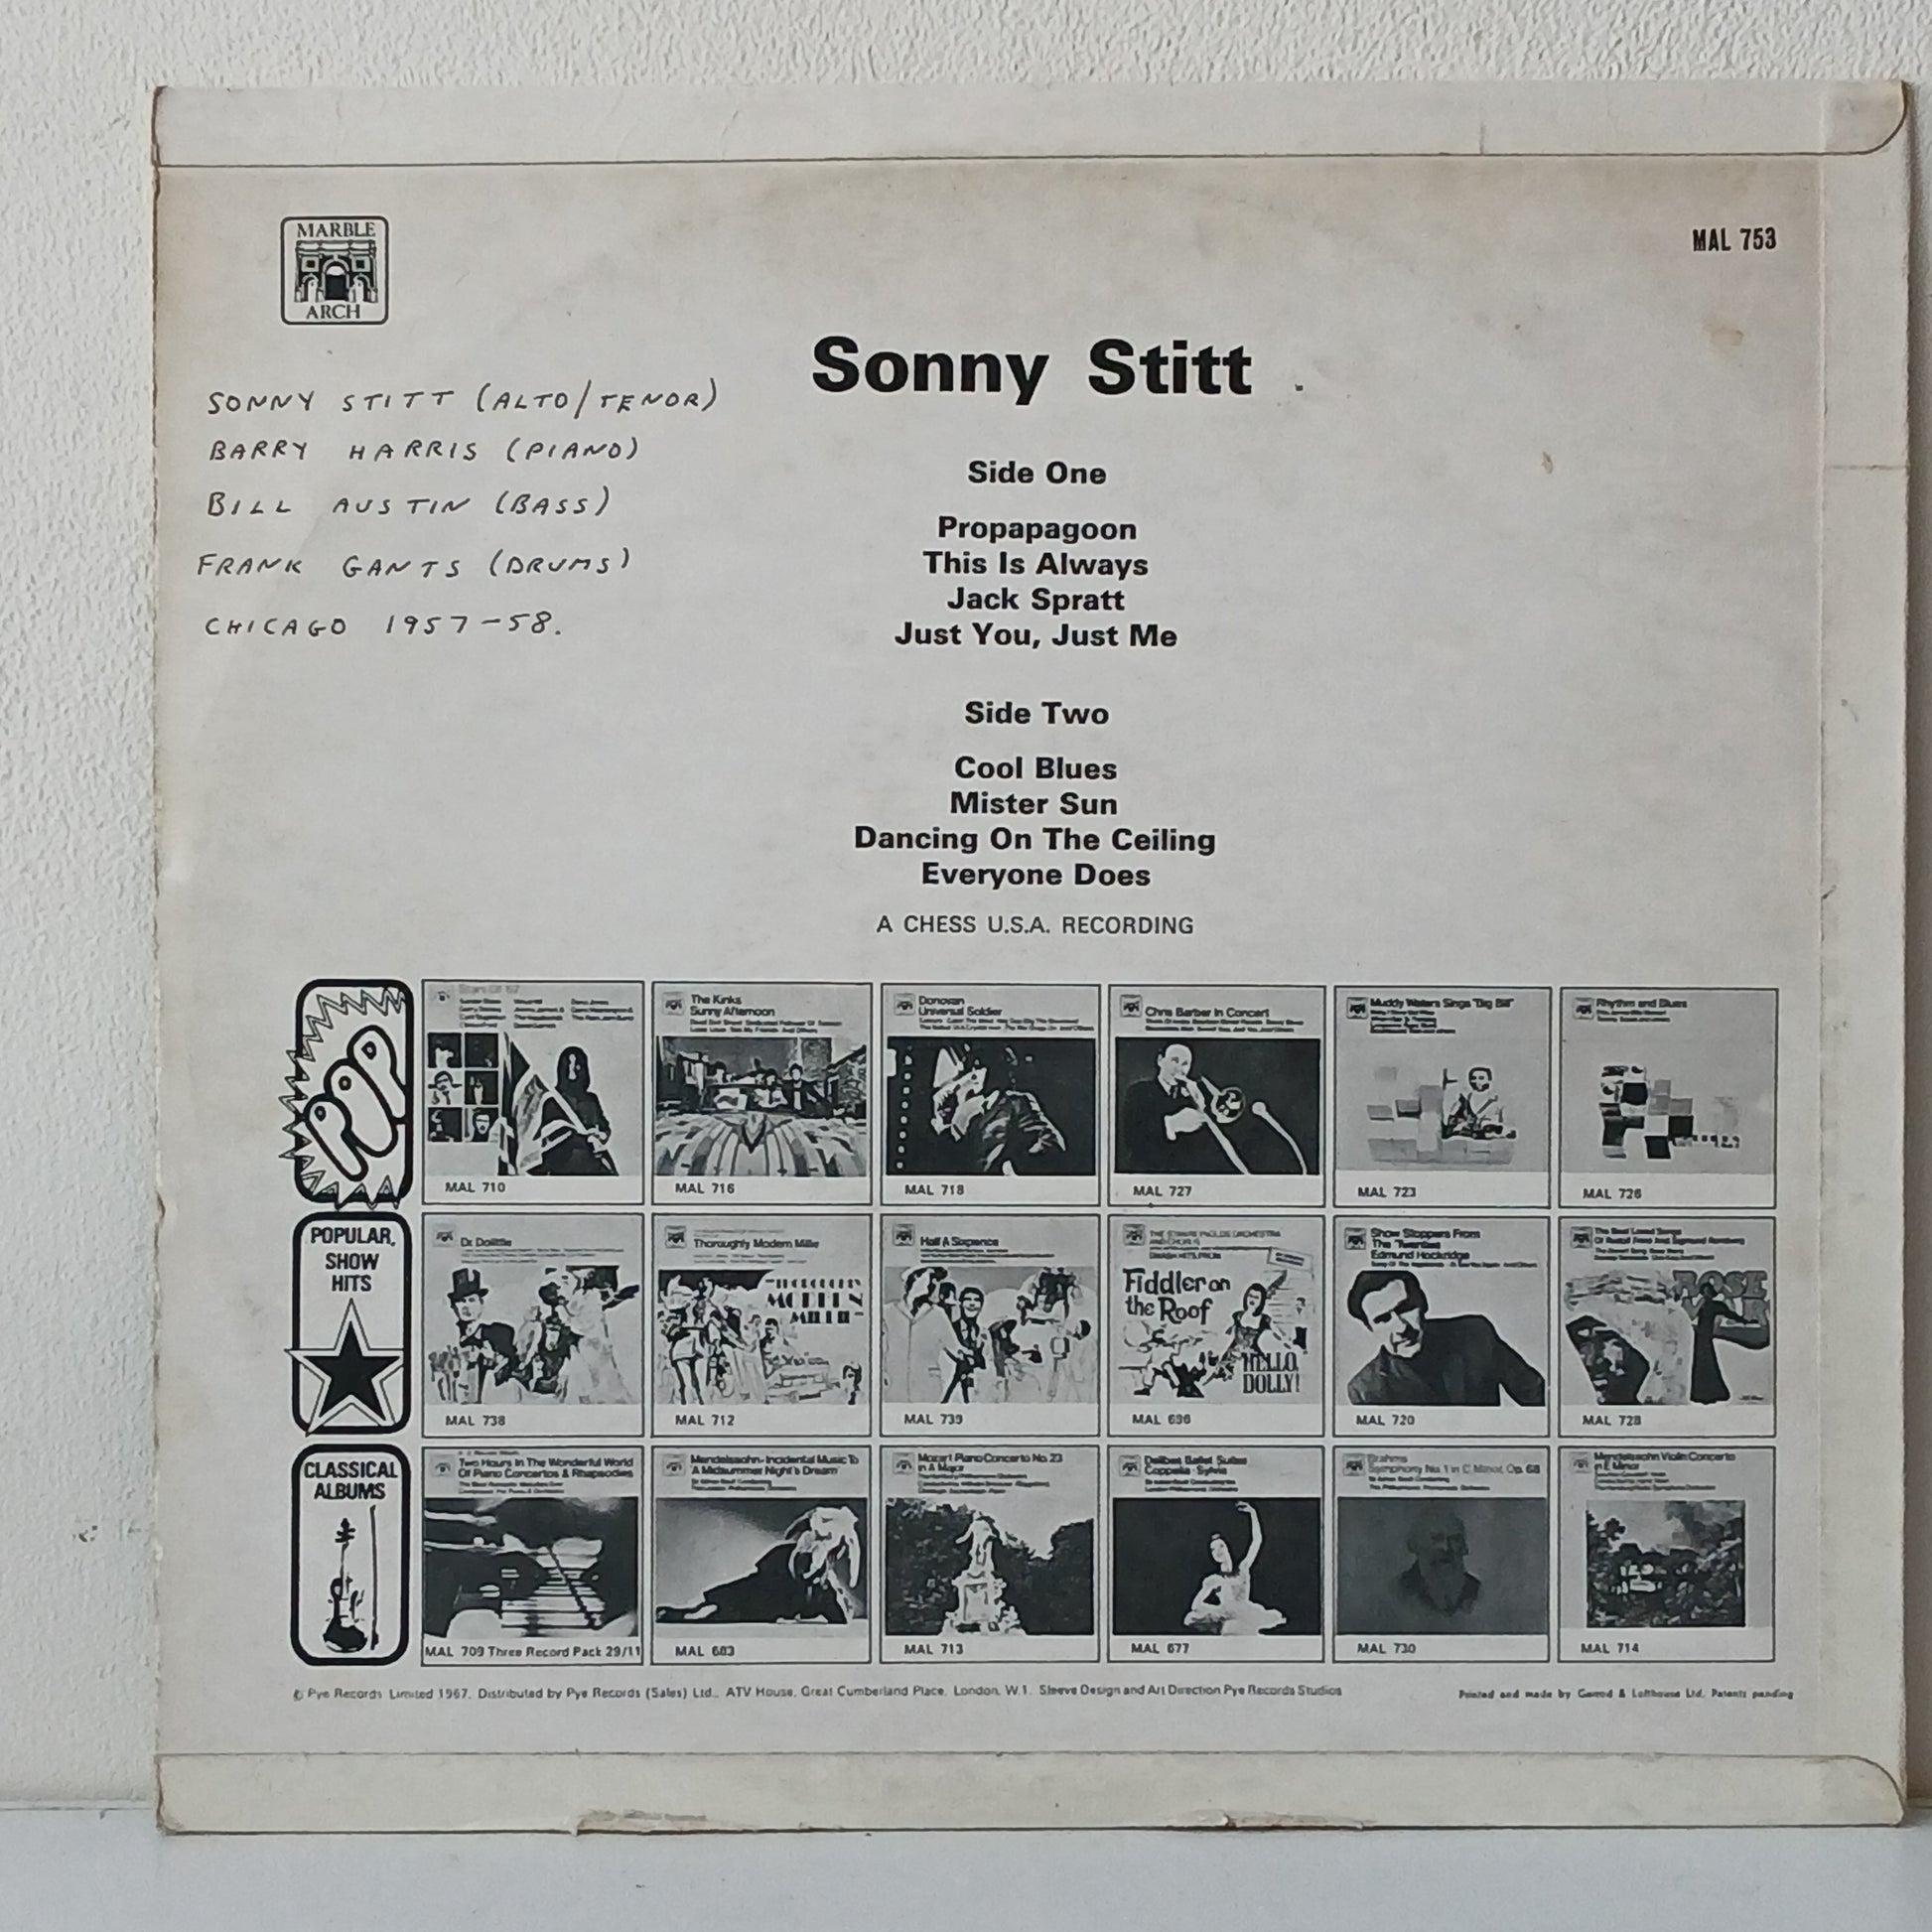 MARBLE
ARCH
MAL 753
Sonny Stitt
SONNY STITT (ALTO/TENOR)
BARRY HARRIS (PIANO)
BILL AUSTIN (BASS)
FRANK GANTS (DRUMS)
CHICAGO 1957-58.
Side One
Propapagoon
This Is Always
Jack Spratt
Just You, Just Me
Side Two
Cool Blues
Mister Sun
Dancing On The Ceiling
Everyone Does
A CHESS U.S.A. RECORDING
POP
Stars Of '67
MAL 710
The Kinks
Sunny Afternoon
MAL 716
Donovan
Universal Soldier
MAL 718
Chris Barber In Concert
MAL 727
Muddy Waters Sings "Big Bill"
MAL 723
Rhythm and Blues
MAL 726
POPULAR,
SHOW
HITS
Dr. Dolittle
MAL 738
Thoroughly Modern Millie
THOROUGHLY
MODERN
MILLIE
MAL 712
Half A Sixpence
MAL 739
Fiddler on
the Roof
HELLO,
DOLLY!
MAL 696
Show Stoppers From
The Twenties
Edmund Hockridge
MAL 720
The Best Loved Songs
ROSE
MAL 728
CLASSICAL
ALBUMS
Two Hours In The Wonderful World
Of Piano Concertos & Rhapsodies
MAL 709 Three Record Pack 29/11
Mendelssohn-Incidental Music To
'A Midsummer Night's Dream'
MAL 683
Mozart Piano Concerto No. 23
in A Major
MAL 713
Delibes Ballet Suites
Coppelia · Sylvia
MAL 677
Brahms
Symphony No. 1 in C Minor, Op. 68
MAL 730
Mendelssohn Violin Concerto
in E Minor
MAL 714
© Pye Records Limited 1967. Distributed by Pye Records (Sales) Ltd., ATV House, Great Cumberland Place, London, W.1. Sleeve Design and Art Direction Pye Records Studios
Printed and made by Garrod & Lofthouse Ltd. Patents pending